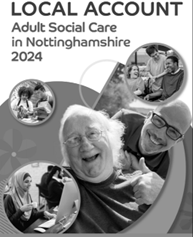 LOCAL ACCOUNT
Adult Social Care
in Nottinghamshire
2024